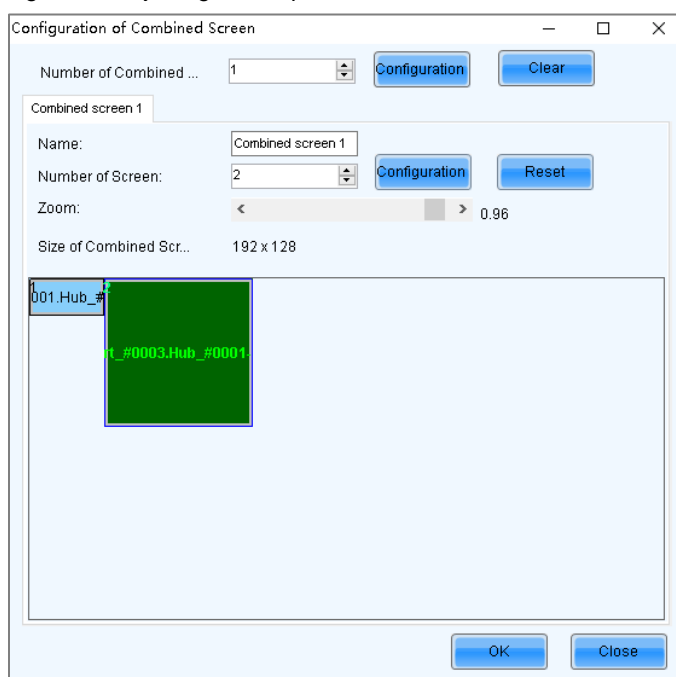 Configuration of Combined Screen
Number of Combined ... 1 Configuration Clear
Combined screen 1
Name: Combined screen 1
Number of Screen: 2 Configuration Reset
Zoom: 0.96
Size of Combined Scr... 192 x 128
1 2
001.Hub_#
rt_#0003.Hub_#0001-
OK Close